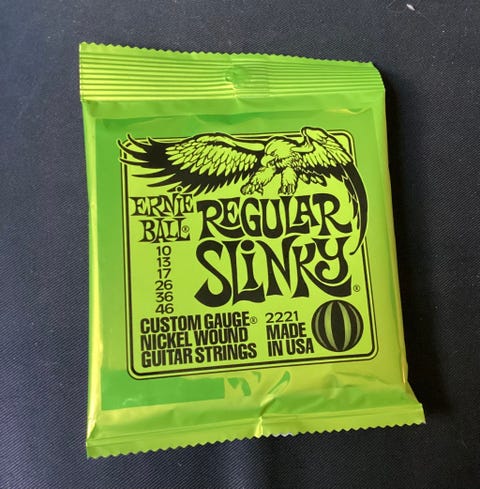 ERNIE
BALL®
REGULAR
SLINKY®
10
13
17
26
36
46
CUSTOM GAUGE®
NICKEL WOUND
GUITAR STRINGS
2221
MADE
IN USA